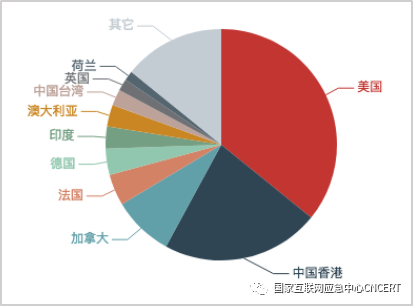 其它
荷兰
英国
中国台湾
澳大利亚
印度
德国
法国
加拿大
美国
中国香港
国家互联网应急中心CNCERT